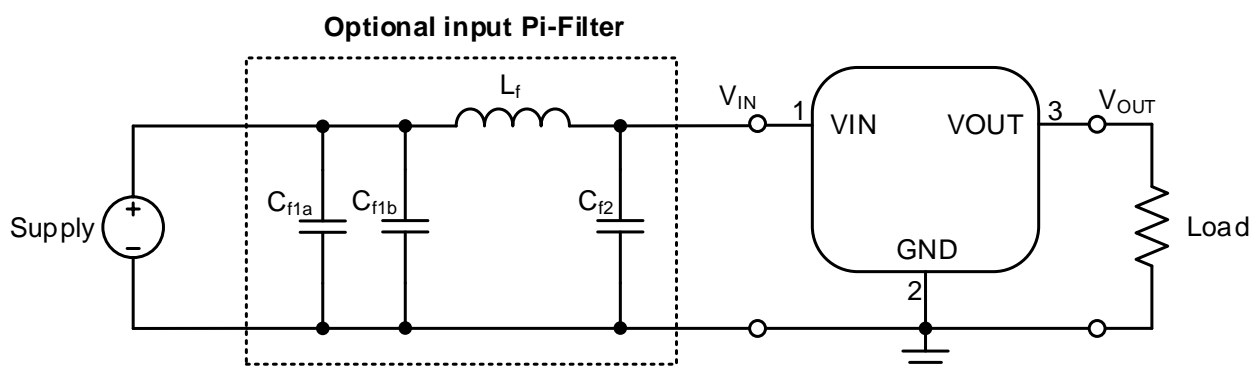 Optional input Pi-Filter
Lf
VIN
1
VIN
VOUT
3
VOUT
Cf1a
Cf1b
Cf2
+
–
Supply
GND
2
Load